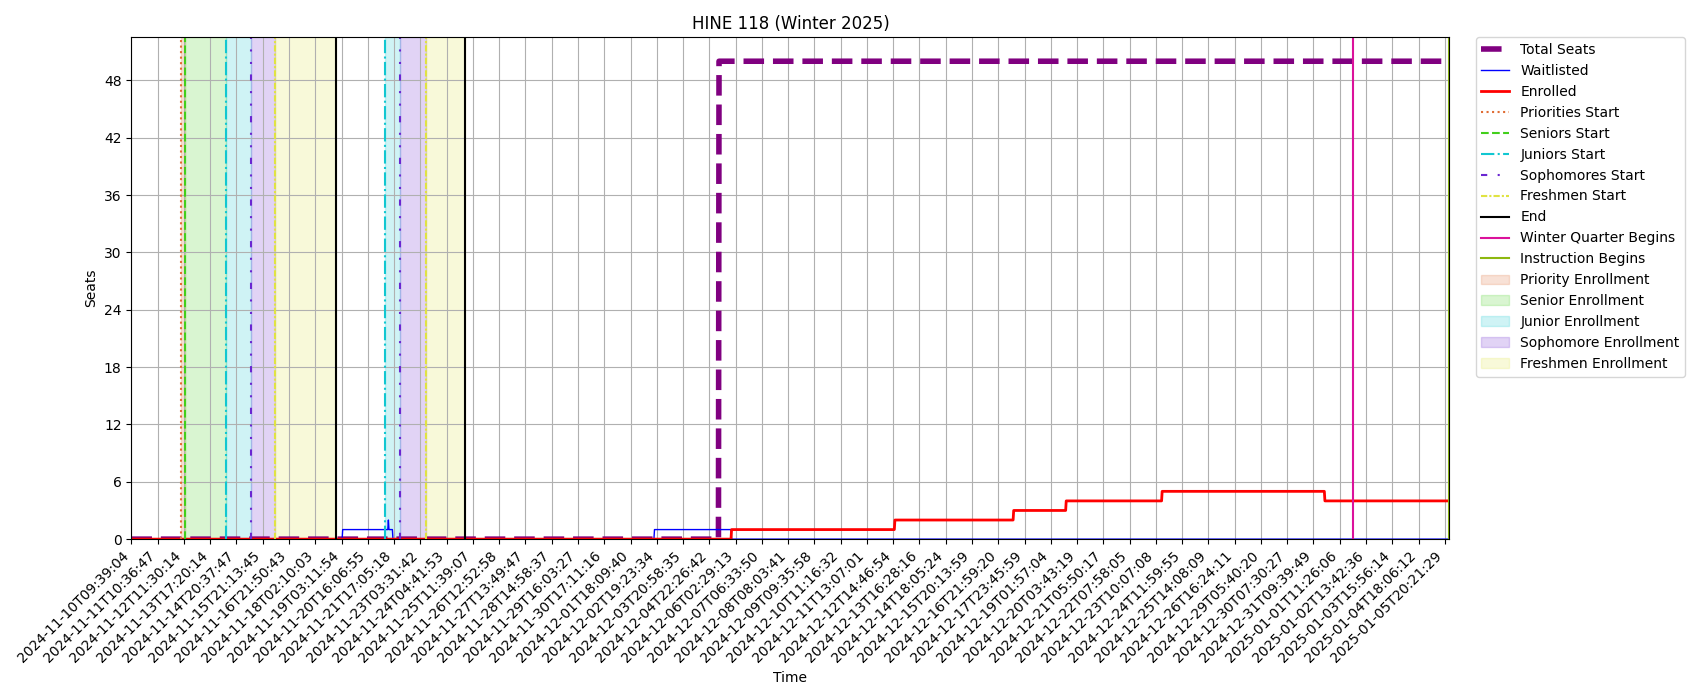 HINE 118 (Winter 2025)
Seats
48
42
36
30
24
18
12
6
0
2024-11-10T09:39:04
2024-11-11T10:36:47
2024-11-12T11:30:14
2024-11-13T17:20:14
2024-11-14T20:37:47
2024-11-15T21:13:45
2024-11-16T21:50:43
2024-11-18T02:10:03
2024-11-19T03:11:54
2024-11-20T16:06:55
2024-11-21T17:05:18
2024-11-23T03:31:42
2024-11-24T04:41:53
2024-11-25T11:39:07
2024-11-26T12:52:58
2024-11-27T13:49:47
2024-11-28T14:58:37
2024-11-29T16:03:27
2024-11-30T17:11:16
2024-12-01T18:09:40
2024-12-02T19:23:34
2024-12-03T20:58:35
2024-12-04T22:26:42
2024-12-06T02:29:13
2024-12-07T06:33:50
2024-12-08T08:03:41
2024-12-09T09:35:58
2024-12-10T11:16:32
2024-12-11T13:07:01
2024-12-12T14:46:54
2024-12-13T16:28:16
2024-12-14T18:05:24
2024-12-15T20:13:59
2024-12-16T21:59:20
2024-12-17T23:45:59
2024-12-19T01:57:04
2024-12-20T03:43:19
2024-12-21T05:50:17
2024-12-22T07:58:05
2024-12-23T10:07:08
2024-12-24T11:59:55
2024-12-25T14:08:09
2024-12-26T16:24:11
2024-12-29T05:40:20
2024-12-30T07:30:27
2024-12-31T09:39:49
2025-01-01T11:26:06
2025-01-02T13:42:36
2025-01-03T15:56:14
2025-01-04T18:06:12
2025-01-05T20:21:29
Time
Total Seats
Waitlisted
Enrolled
Priorities Start
Seniors Start
Juniors Start
Sophomores Start
Freshmen Start
End
Winter Quarter Begins
Instruction Begins
Priority Enrollment
Senior Enrollment
Junior Enrollment
Sophomore Enrollment
Freshmen Enrollment